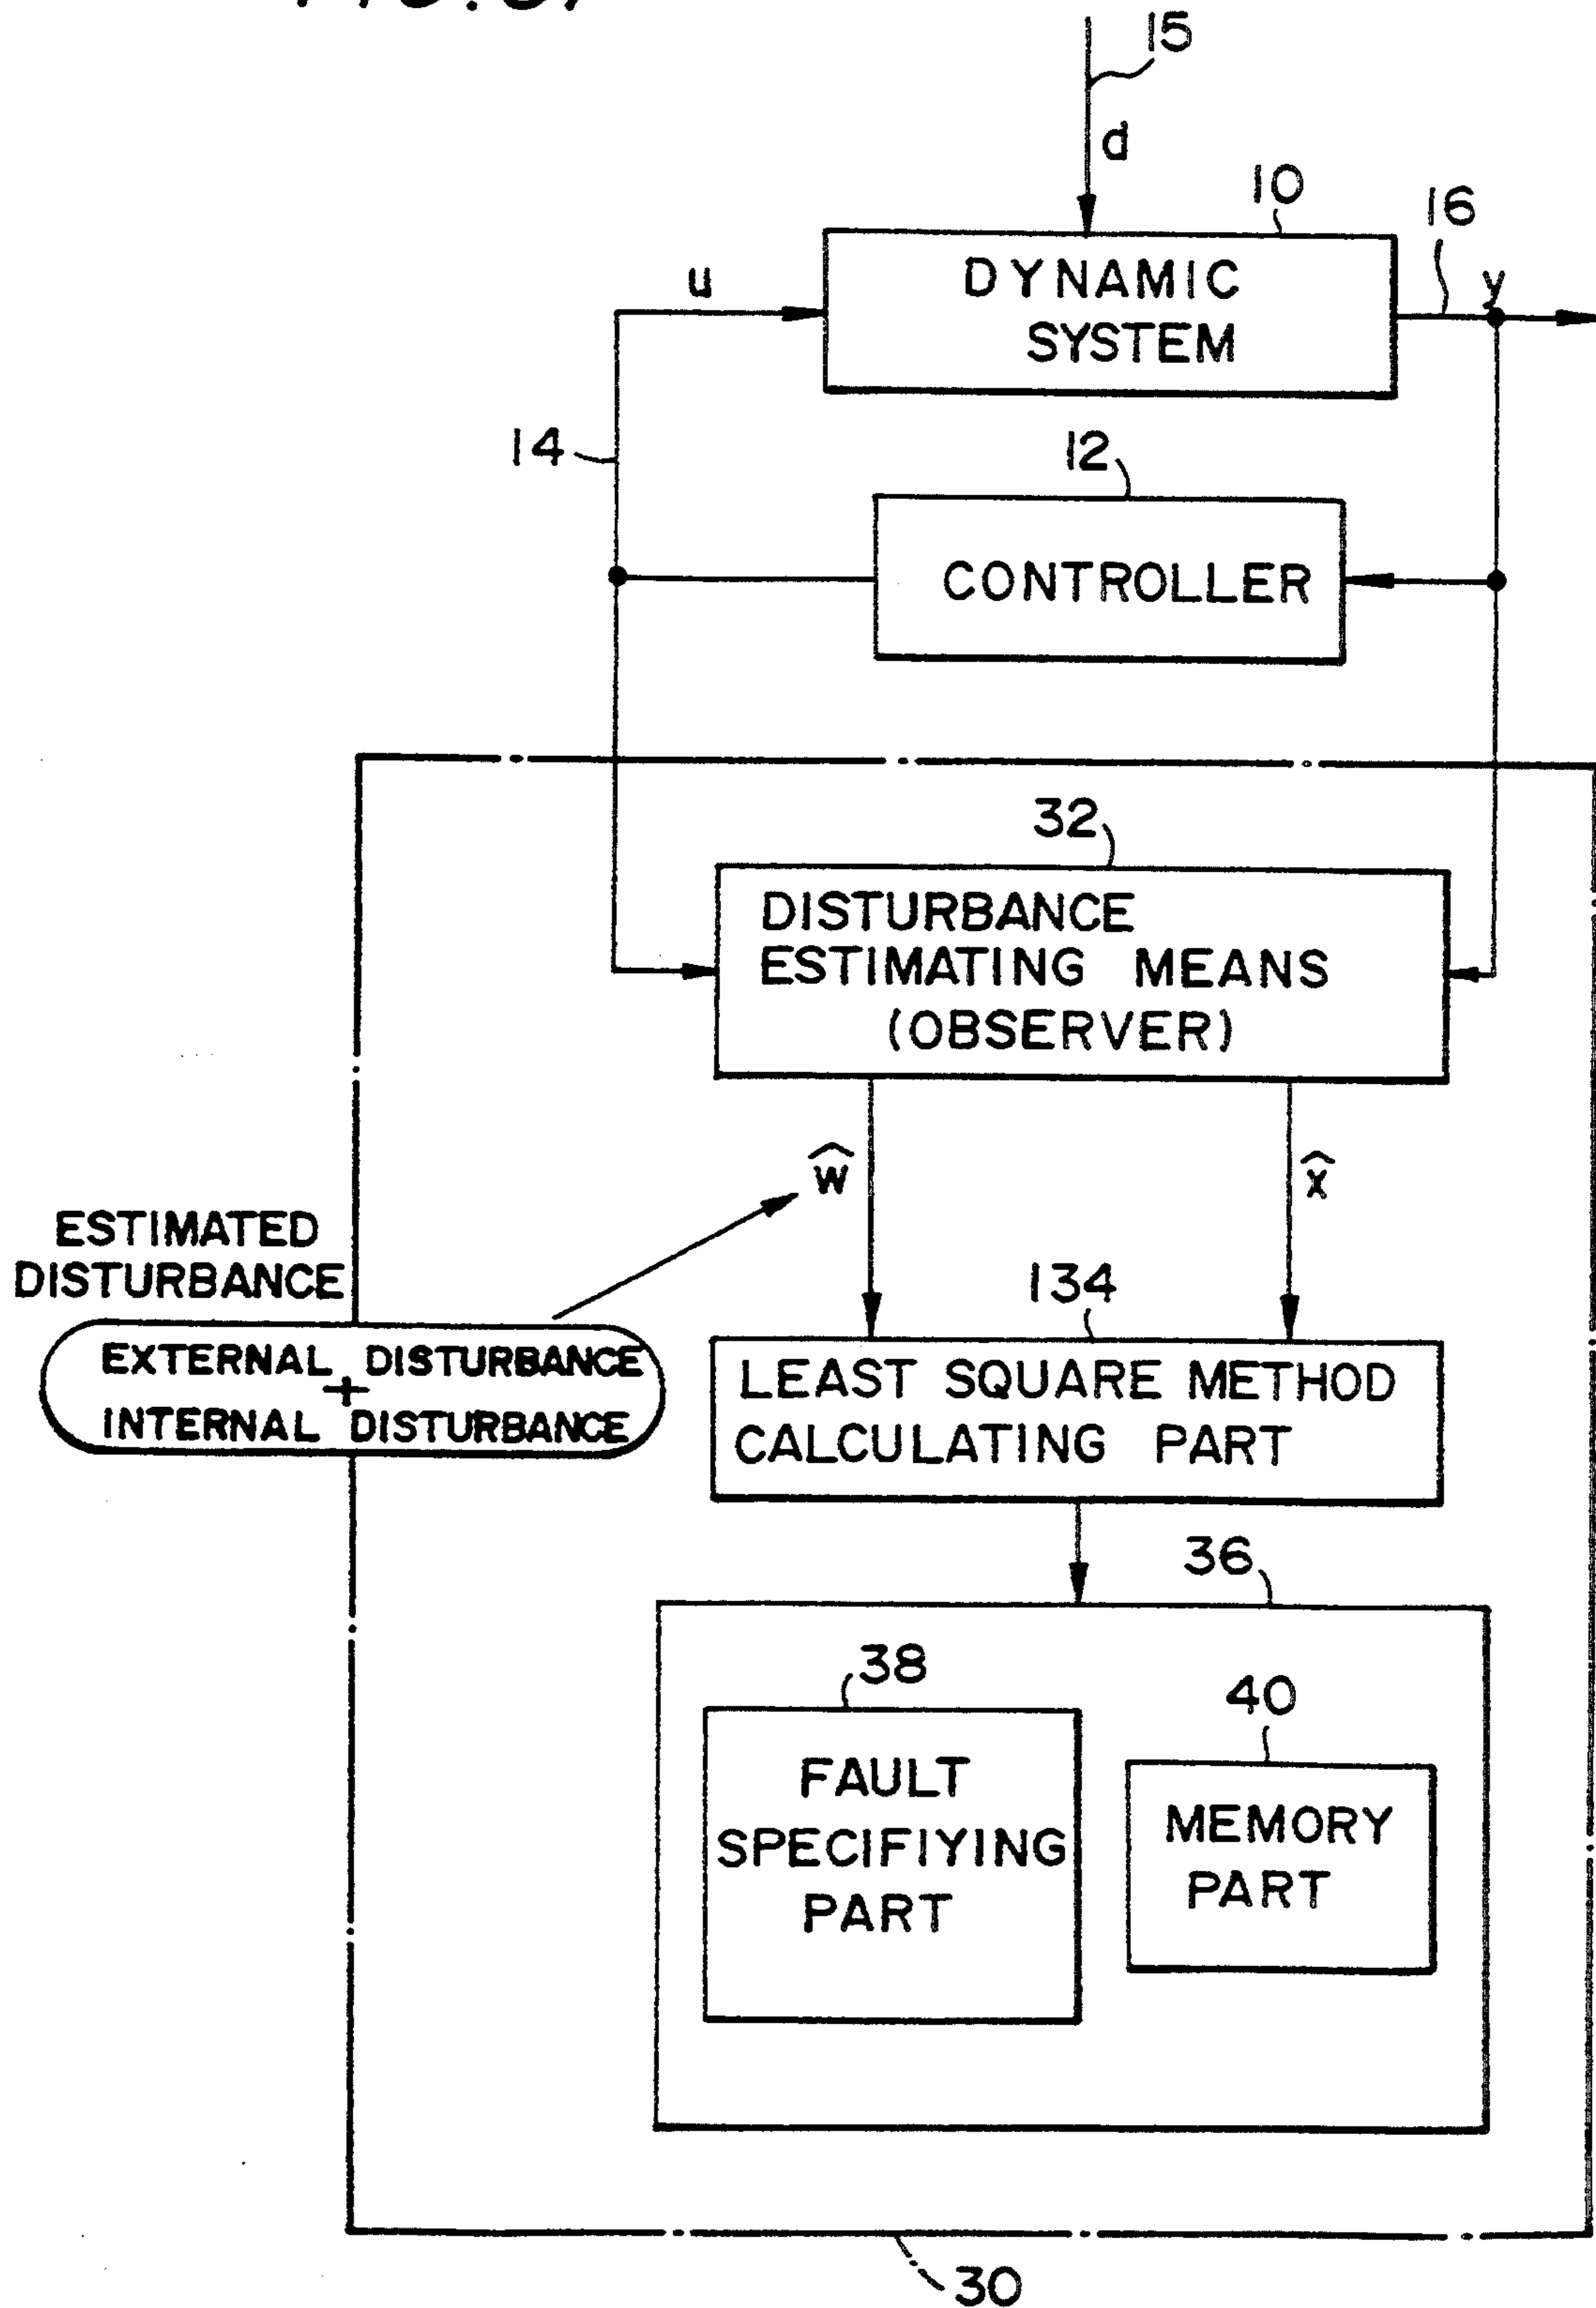 15
d
10
16
u
DYNAMIC
SYSTEM
y
14
12
CONTROLLER
32
DISTURBANCE
ESTIMATING MEANS
(OBSERVER)
ŵ
x̂
ESTIMATED
DISTURBANCE
EXTERNAL DISTURBANCE
+
INTERNAL DISTURBANCE
134
LEAST SQUARE METHOD
CALCULATING PART
36
38
40
FAULT
SPECIFIYING
PART
MEMORY
PART
30